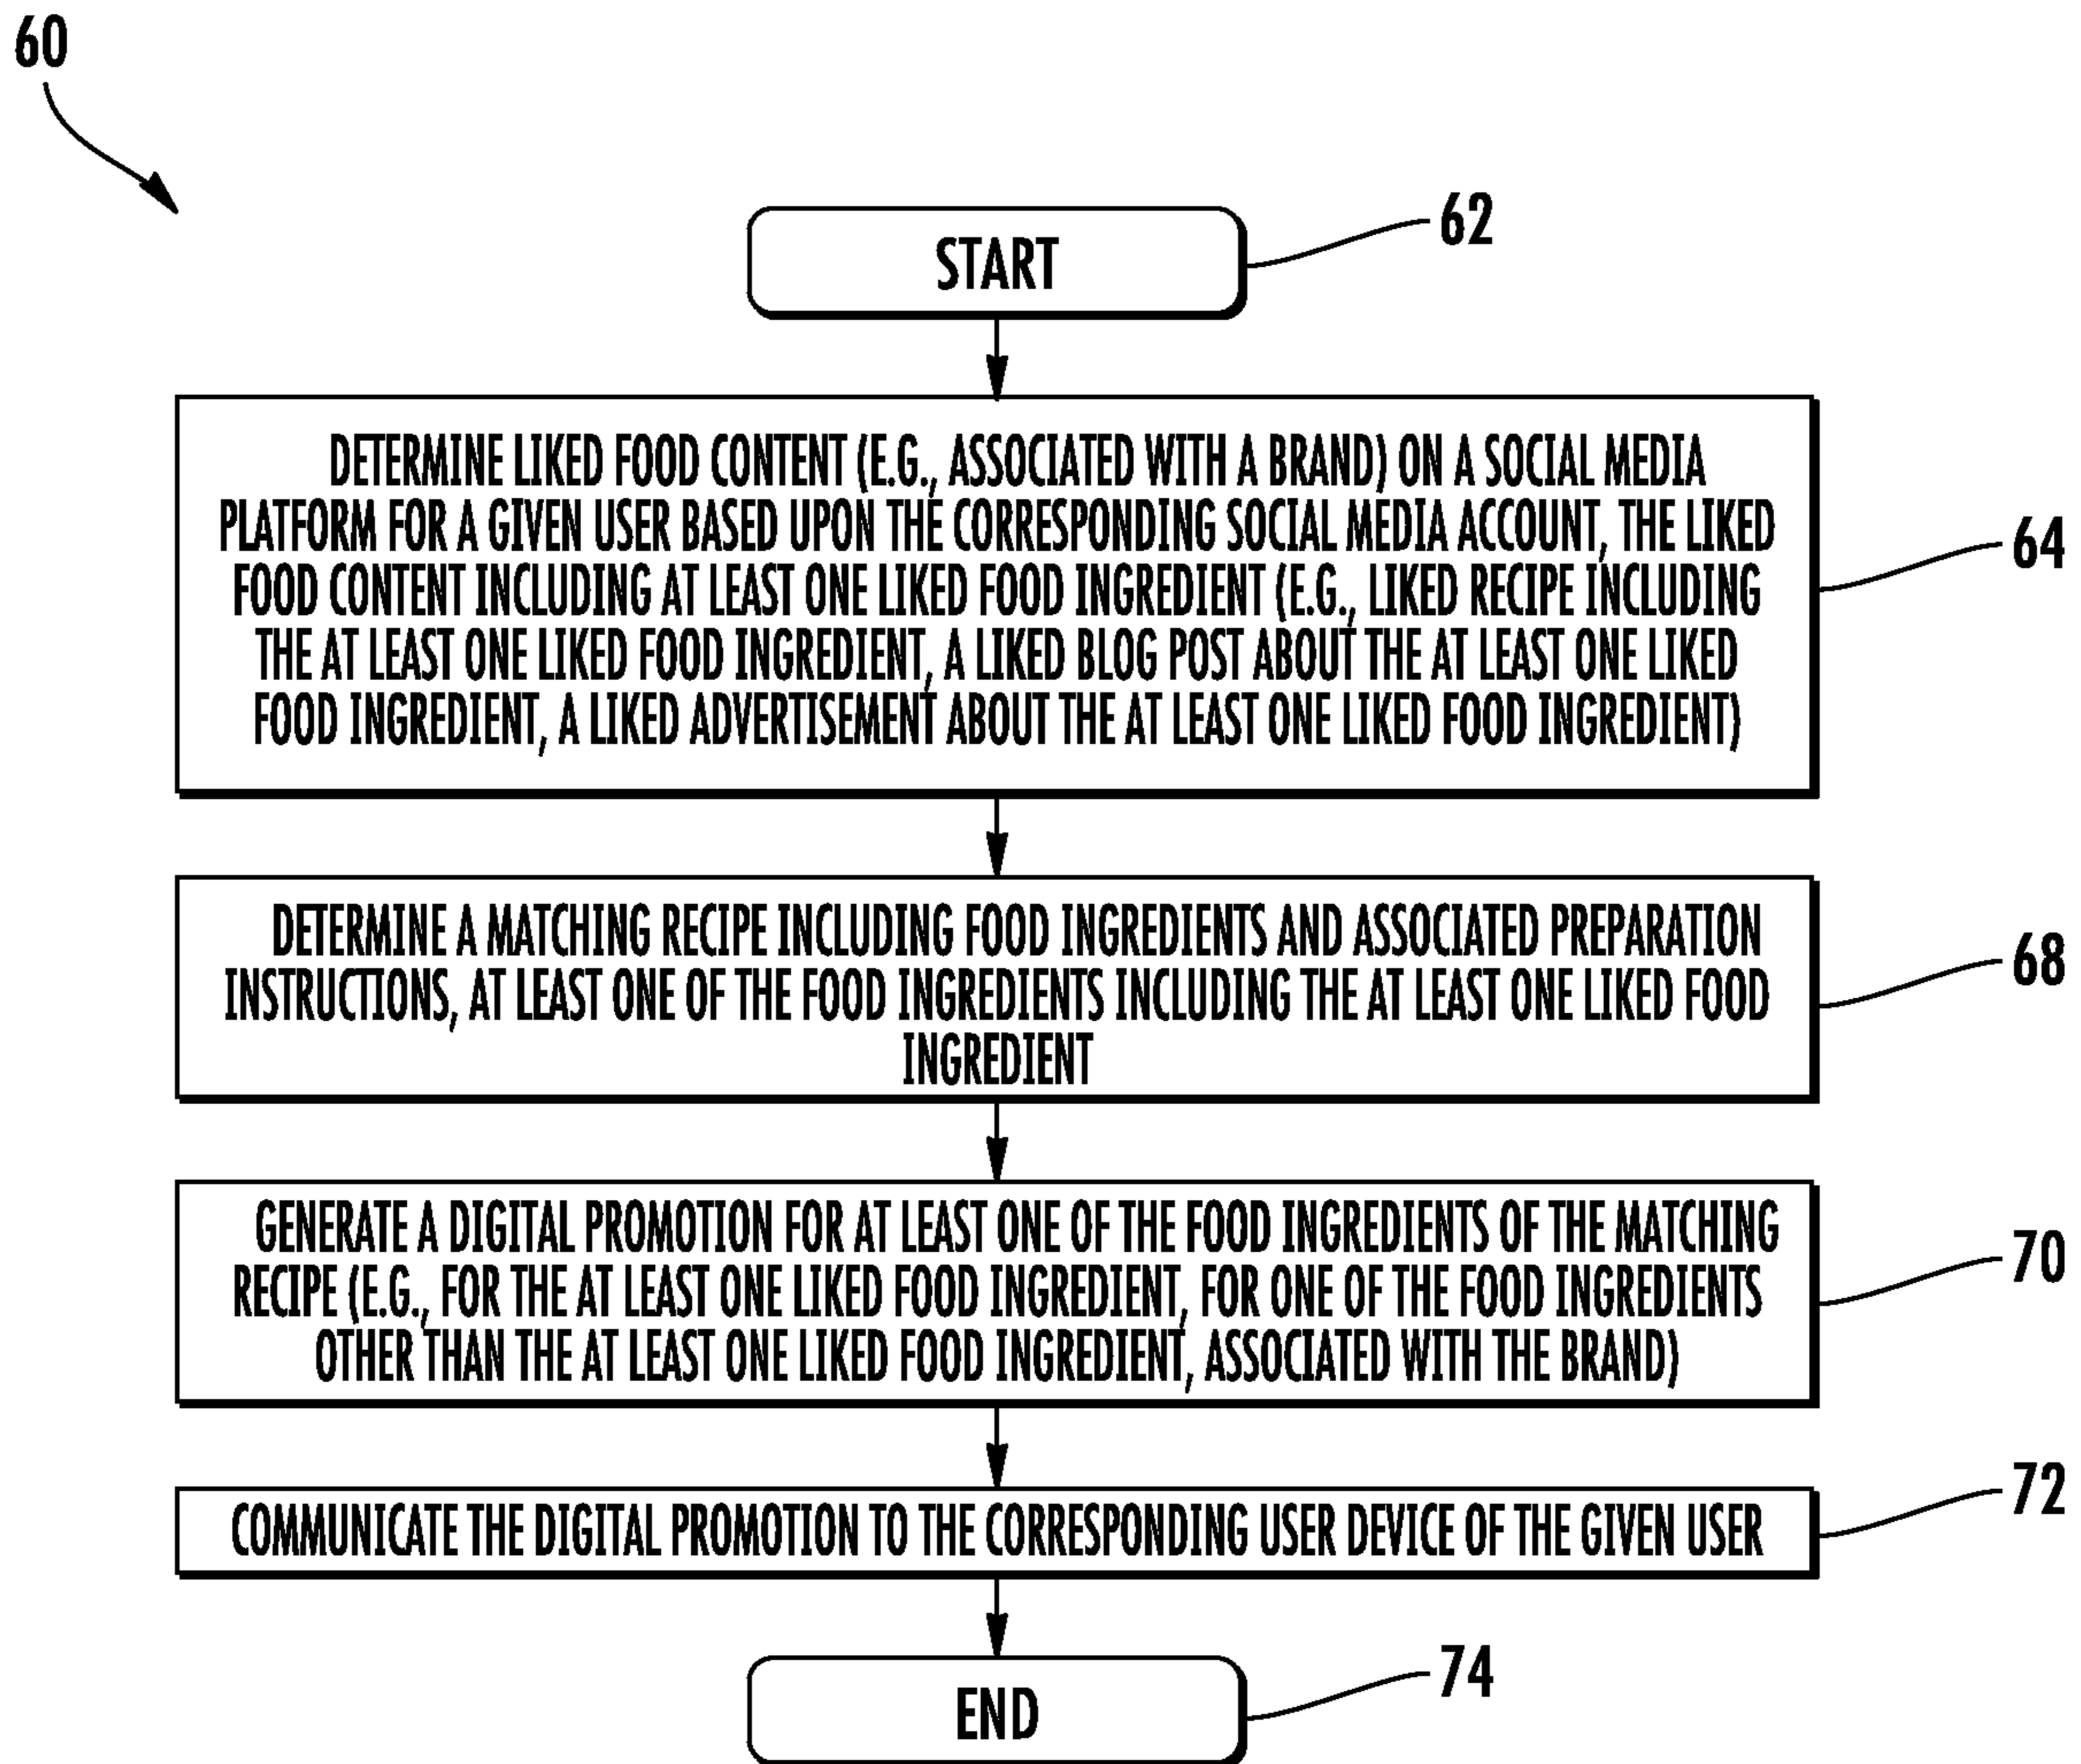 60
START
62
DETERMINE LIKED FOOD CONTENT (E.G., ASSOCIATED WITH A BRAND) ON A SOCIAL MEDIA
PLATFORM FOR A GIVEN USER BASED UPON THE CORRESPONDING SOCIAL MEDIA ACCOUNT, THE LIKED
FOOD CONTENT INCLUDING AT LEAST ONE LIKED FOOD INGREDIENT (E.G., LIKED RECIPE INCLUDING
THE AT LEAST ONE LIKED FOOD INGREDIENT, A LIKED BLOG POST ABOUT THE AT LEAST ONE LIKED
FOOD INGREDIENT, A LIKED ADVERTISEMENT ABOUT THE AT LEAST ONE LIKED FOOD INGREDIENT)
64
DETERMINE A MATCHING RECIPE INCLUDING FOOD INGREDIENTS AND ASSOCIATED PREPARATION
INSTRUCTIONS, AT LEAST ONE OF THE FOOD INGREDIENTS INCLUDING THE AT LEAST ONE LIKED FOOD
INGREDIENT
68
GENERATE A DIGITAL PROMOTION FOR AT LEAST ONE OF THE FOOD INGREDIENTS OF THE MATCHING
RECIPE (E.G., FOR THE AT LEAST ONE LIKED FOOD INGREDIENT, FOR ONE OF THE FOOD INGREDIENTS
OTHER THAN THE AT LEAST ONE LIKED FOOD INGREDIENT, ASSOCIATED WITH THE BRAND)
70
COMMUNICATE THE DIGITAL PROMOTION TO THE CORRESPONDING USER DEVICE OF THE GIVEN USER
72
END
74